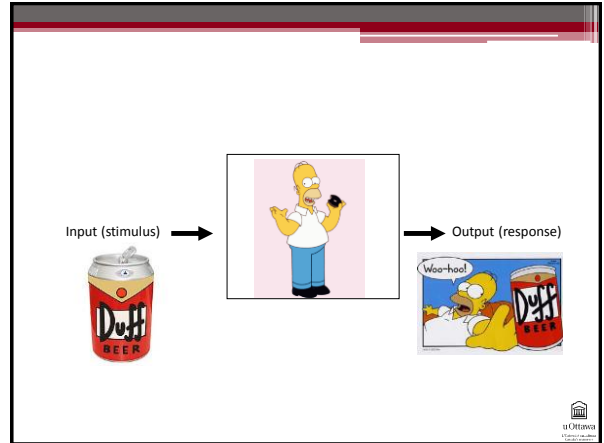 Input (stimulus)
Output (response)
Duff
BEER
Woo-hoo!
Duff
BEER
uOttawa